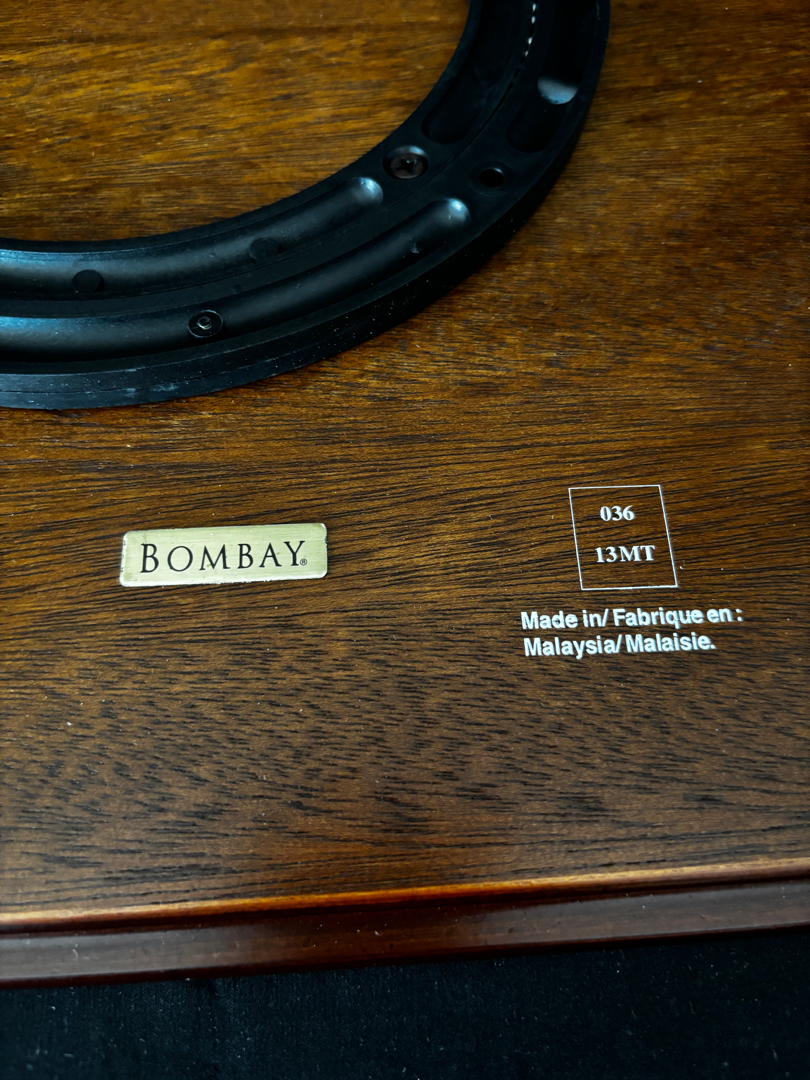 BOMBAY®
036
13MT
Made in/ Fabrique en :
Malaysia/ Malaisie.